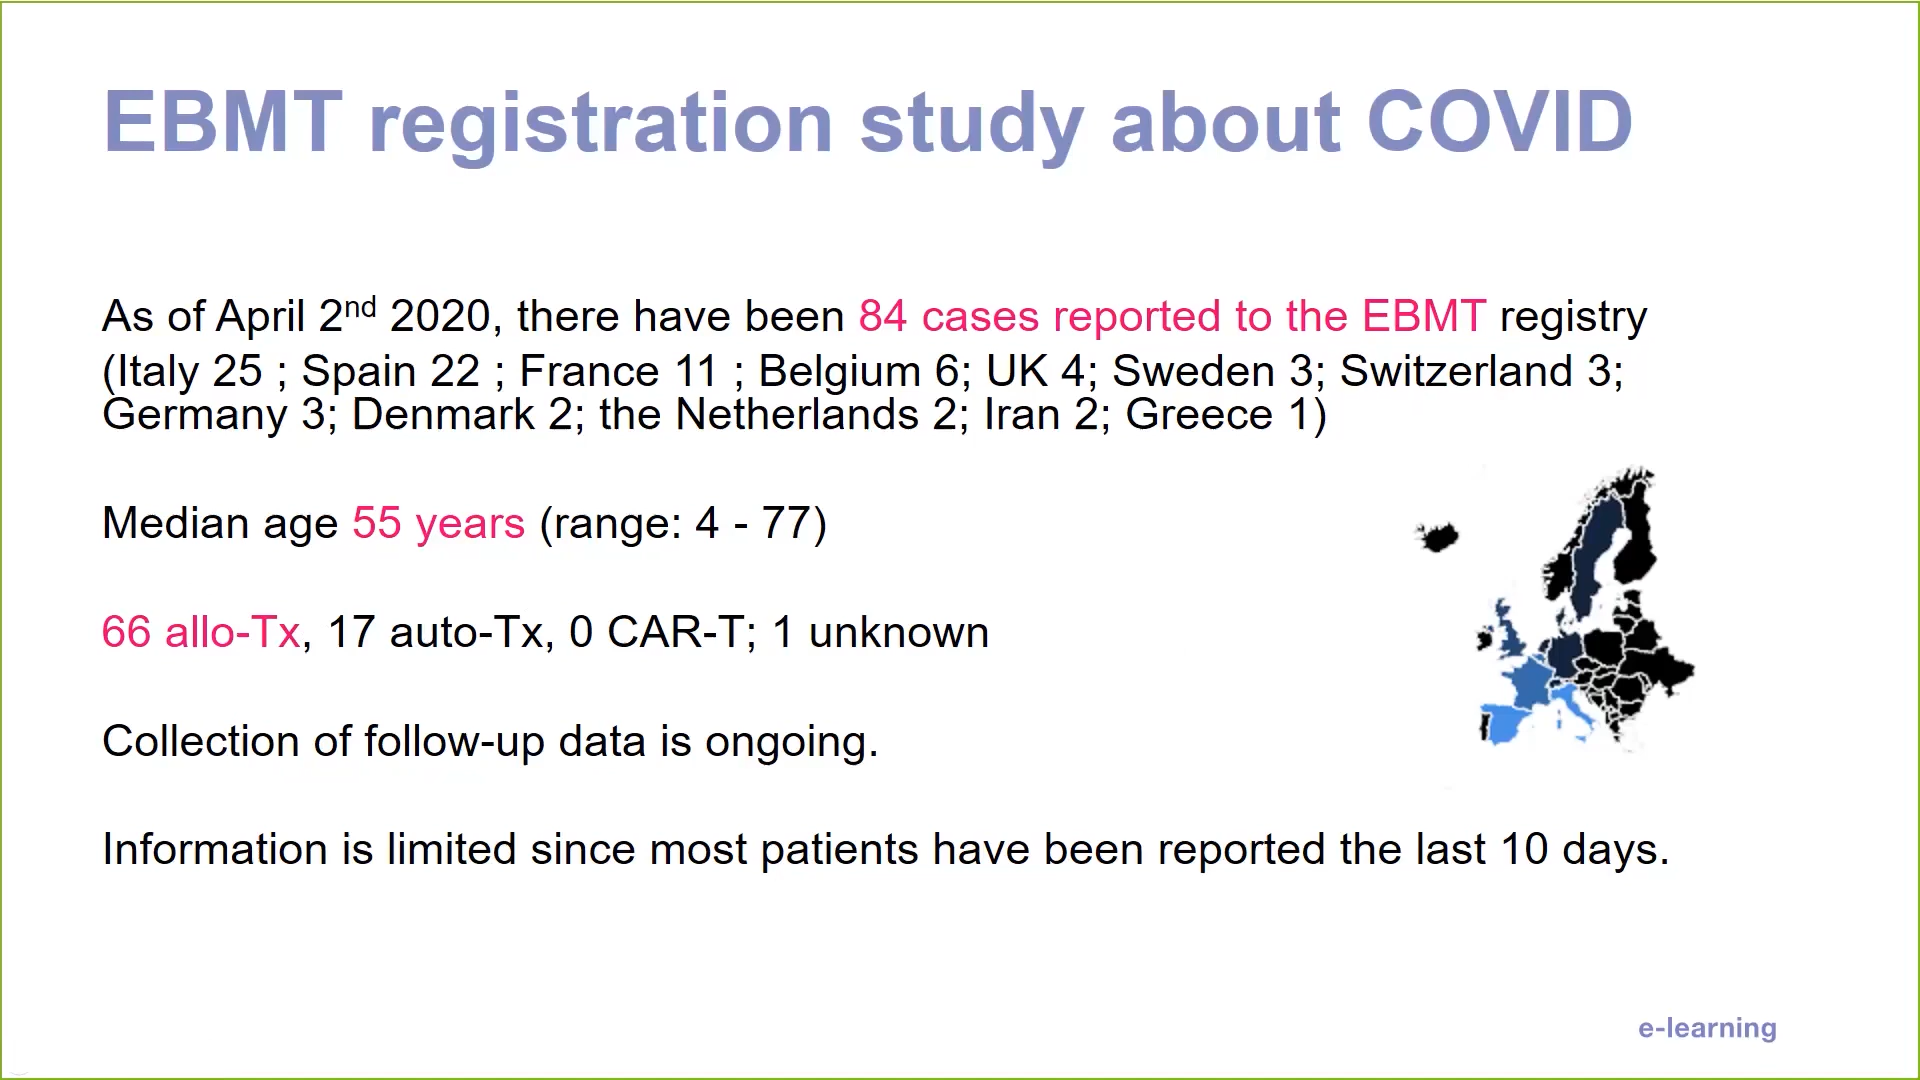 EBMT registration study about COVID
As of April 2nd 2020, there have been 84 cases reported to the EBMT registry
(Italy 25 ; Spain 22 ; France 11 ; Belgium 6; UK 4; Sweden 3; Switzerland 3;
Germany 3; Denmark 2; the Netherlands 2; Iran 2; Greece 1)
Median age 55 years (range: 4 - 77)
66 allo-Tx, 17 auto-Tx, 0 CAR-T; 1 unknown
Collection of follow-up data is ongoing.
Information is limited since most patients have been reported the last 10 days.
e-learning